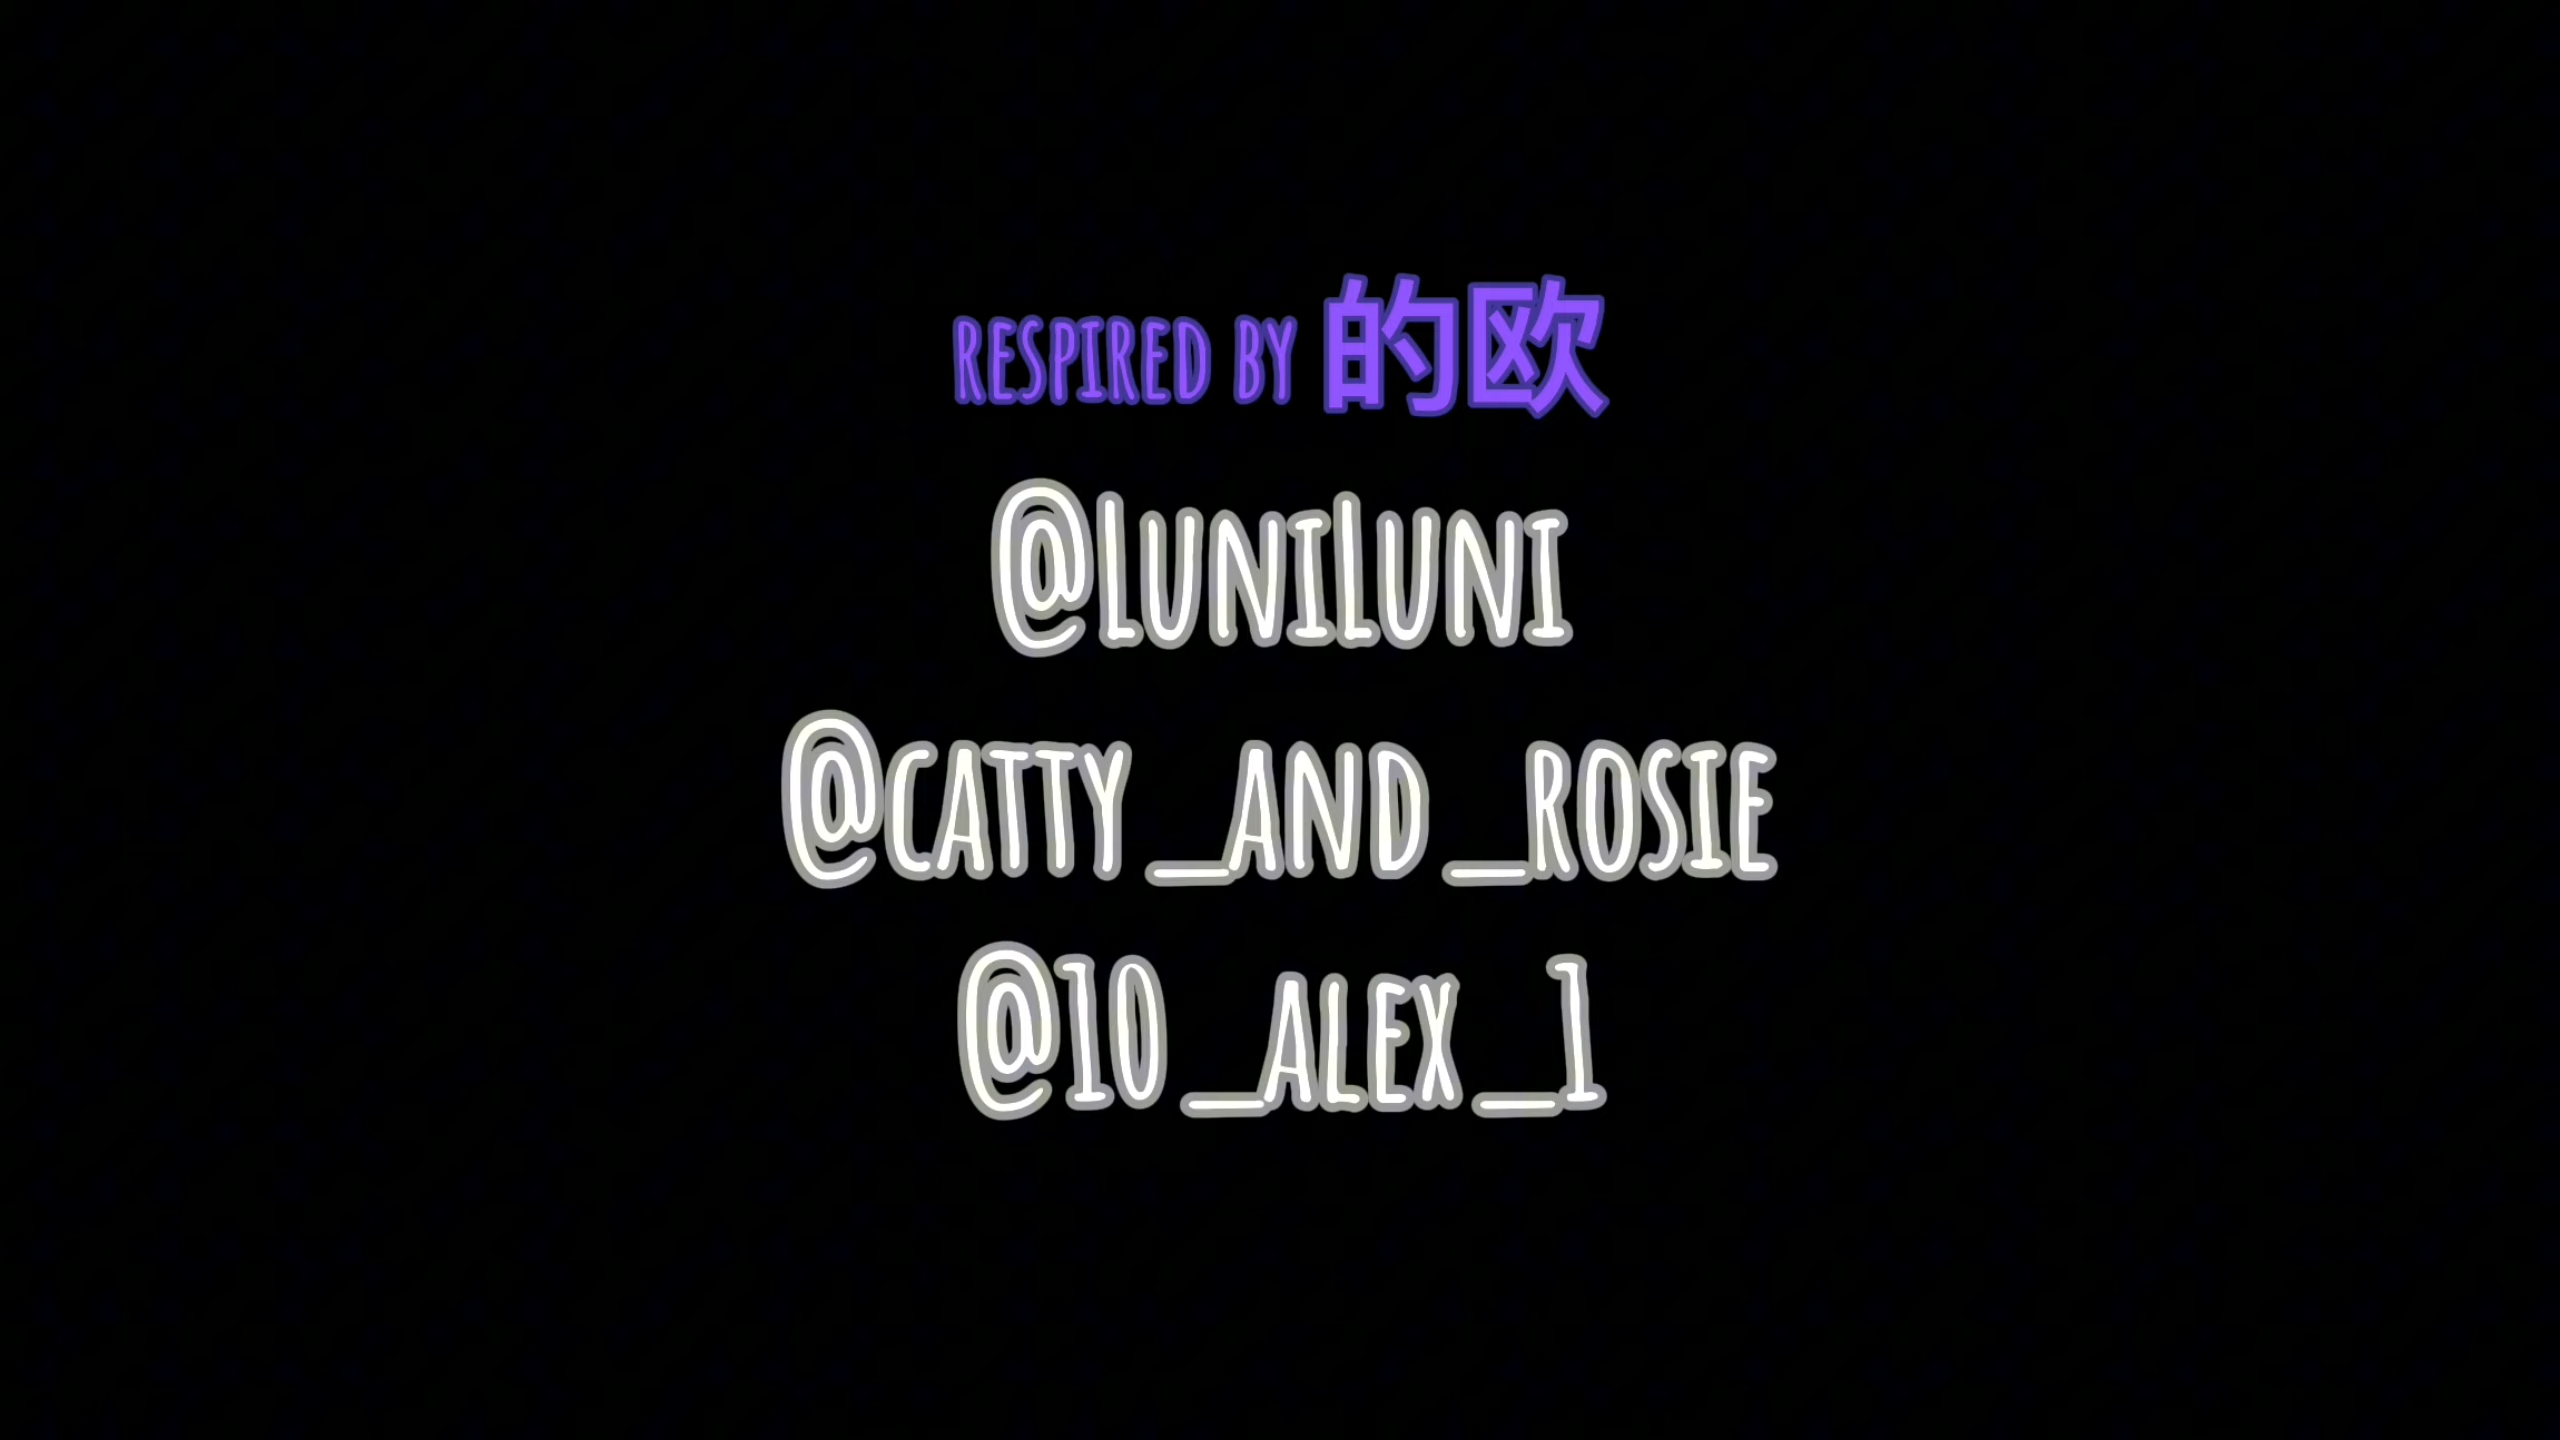 RESPIRED BY 的欧
@LUNILUNI
@CATTY_AND_ROSIE
@10_ALEX_1